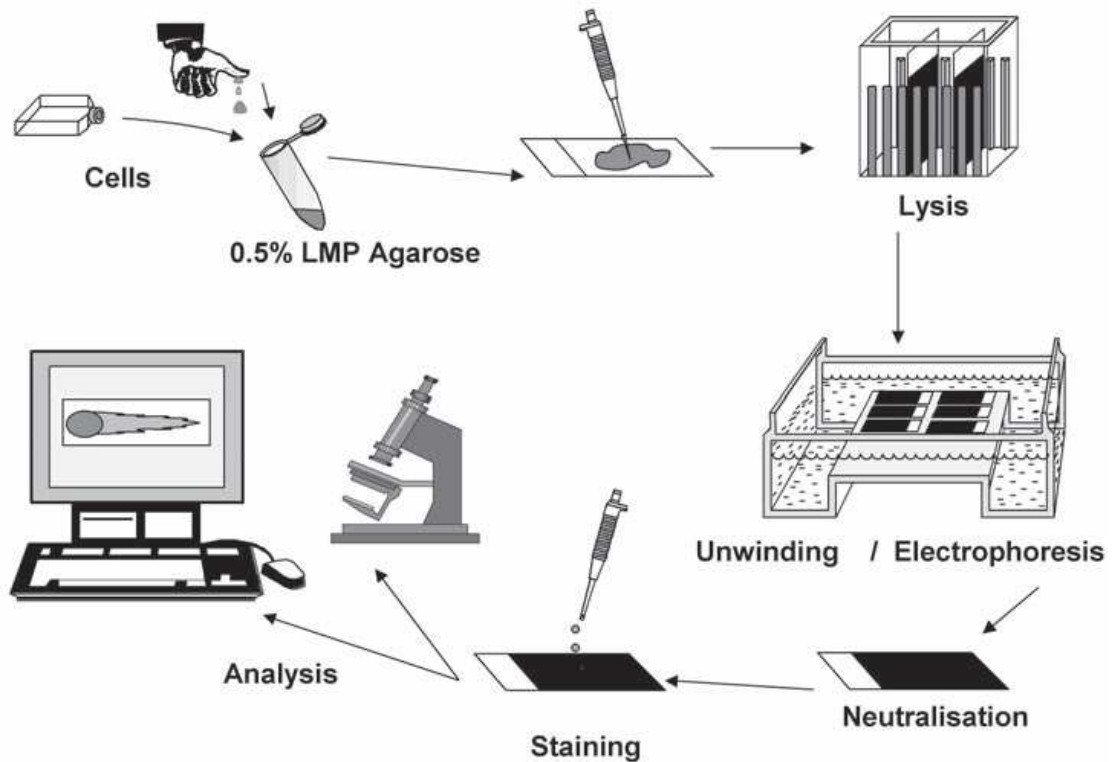 Cells
0.5% LMP Agarose
Lysis
Unwinding / Electrophoresis
Neutralisation
Staining
Analysis